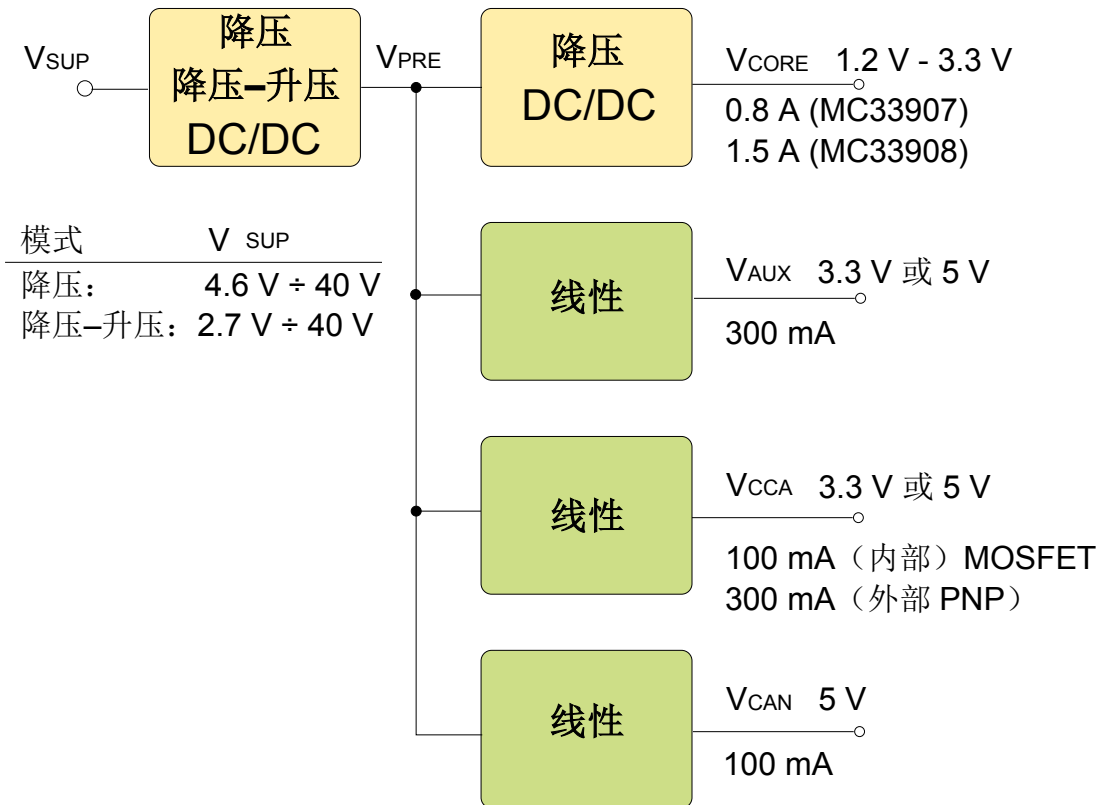 VSUP
降压
降压–升压
DC/DC
VPRE
降压
DC/DC
VCORE 1.2 V - 3.3 V
0.8 A (MC33907)
1.5 A (MC33908)
模式 V SUP
降压: 4.6 V ÷ 40 V
降压–升压: 2.7 V ÷ 40 V
线性
VAUX 3.3 V 或 5 V
300 mA
线性
VCCA 3.3 V 或 5 V
100 mA（内部）MOSFET
300 mA（外部 PNP）
线性
VCAN 5 V
100 mA